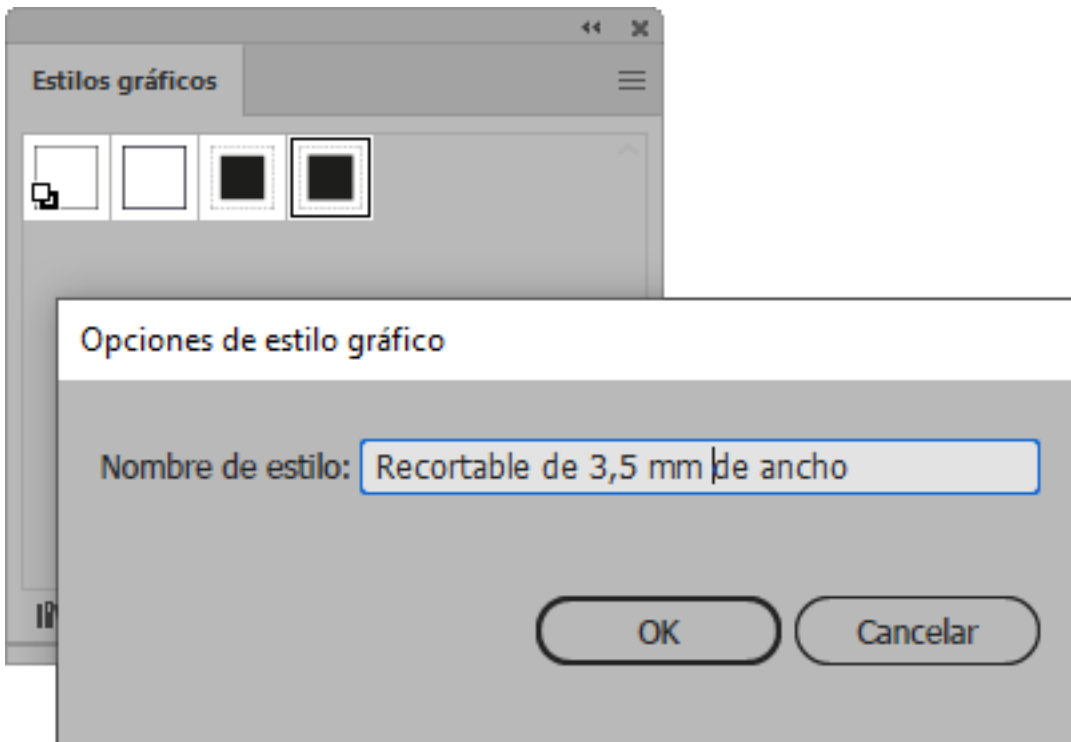 Estilos gráficos
Opciones de estilo gráfico
Nombre de estilo: Recortable de 3,5 mm de ancho
OK Cancelar